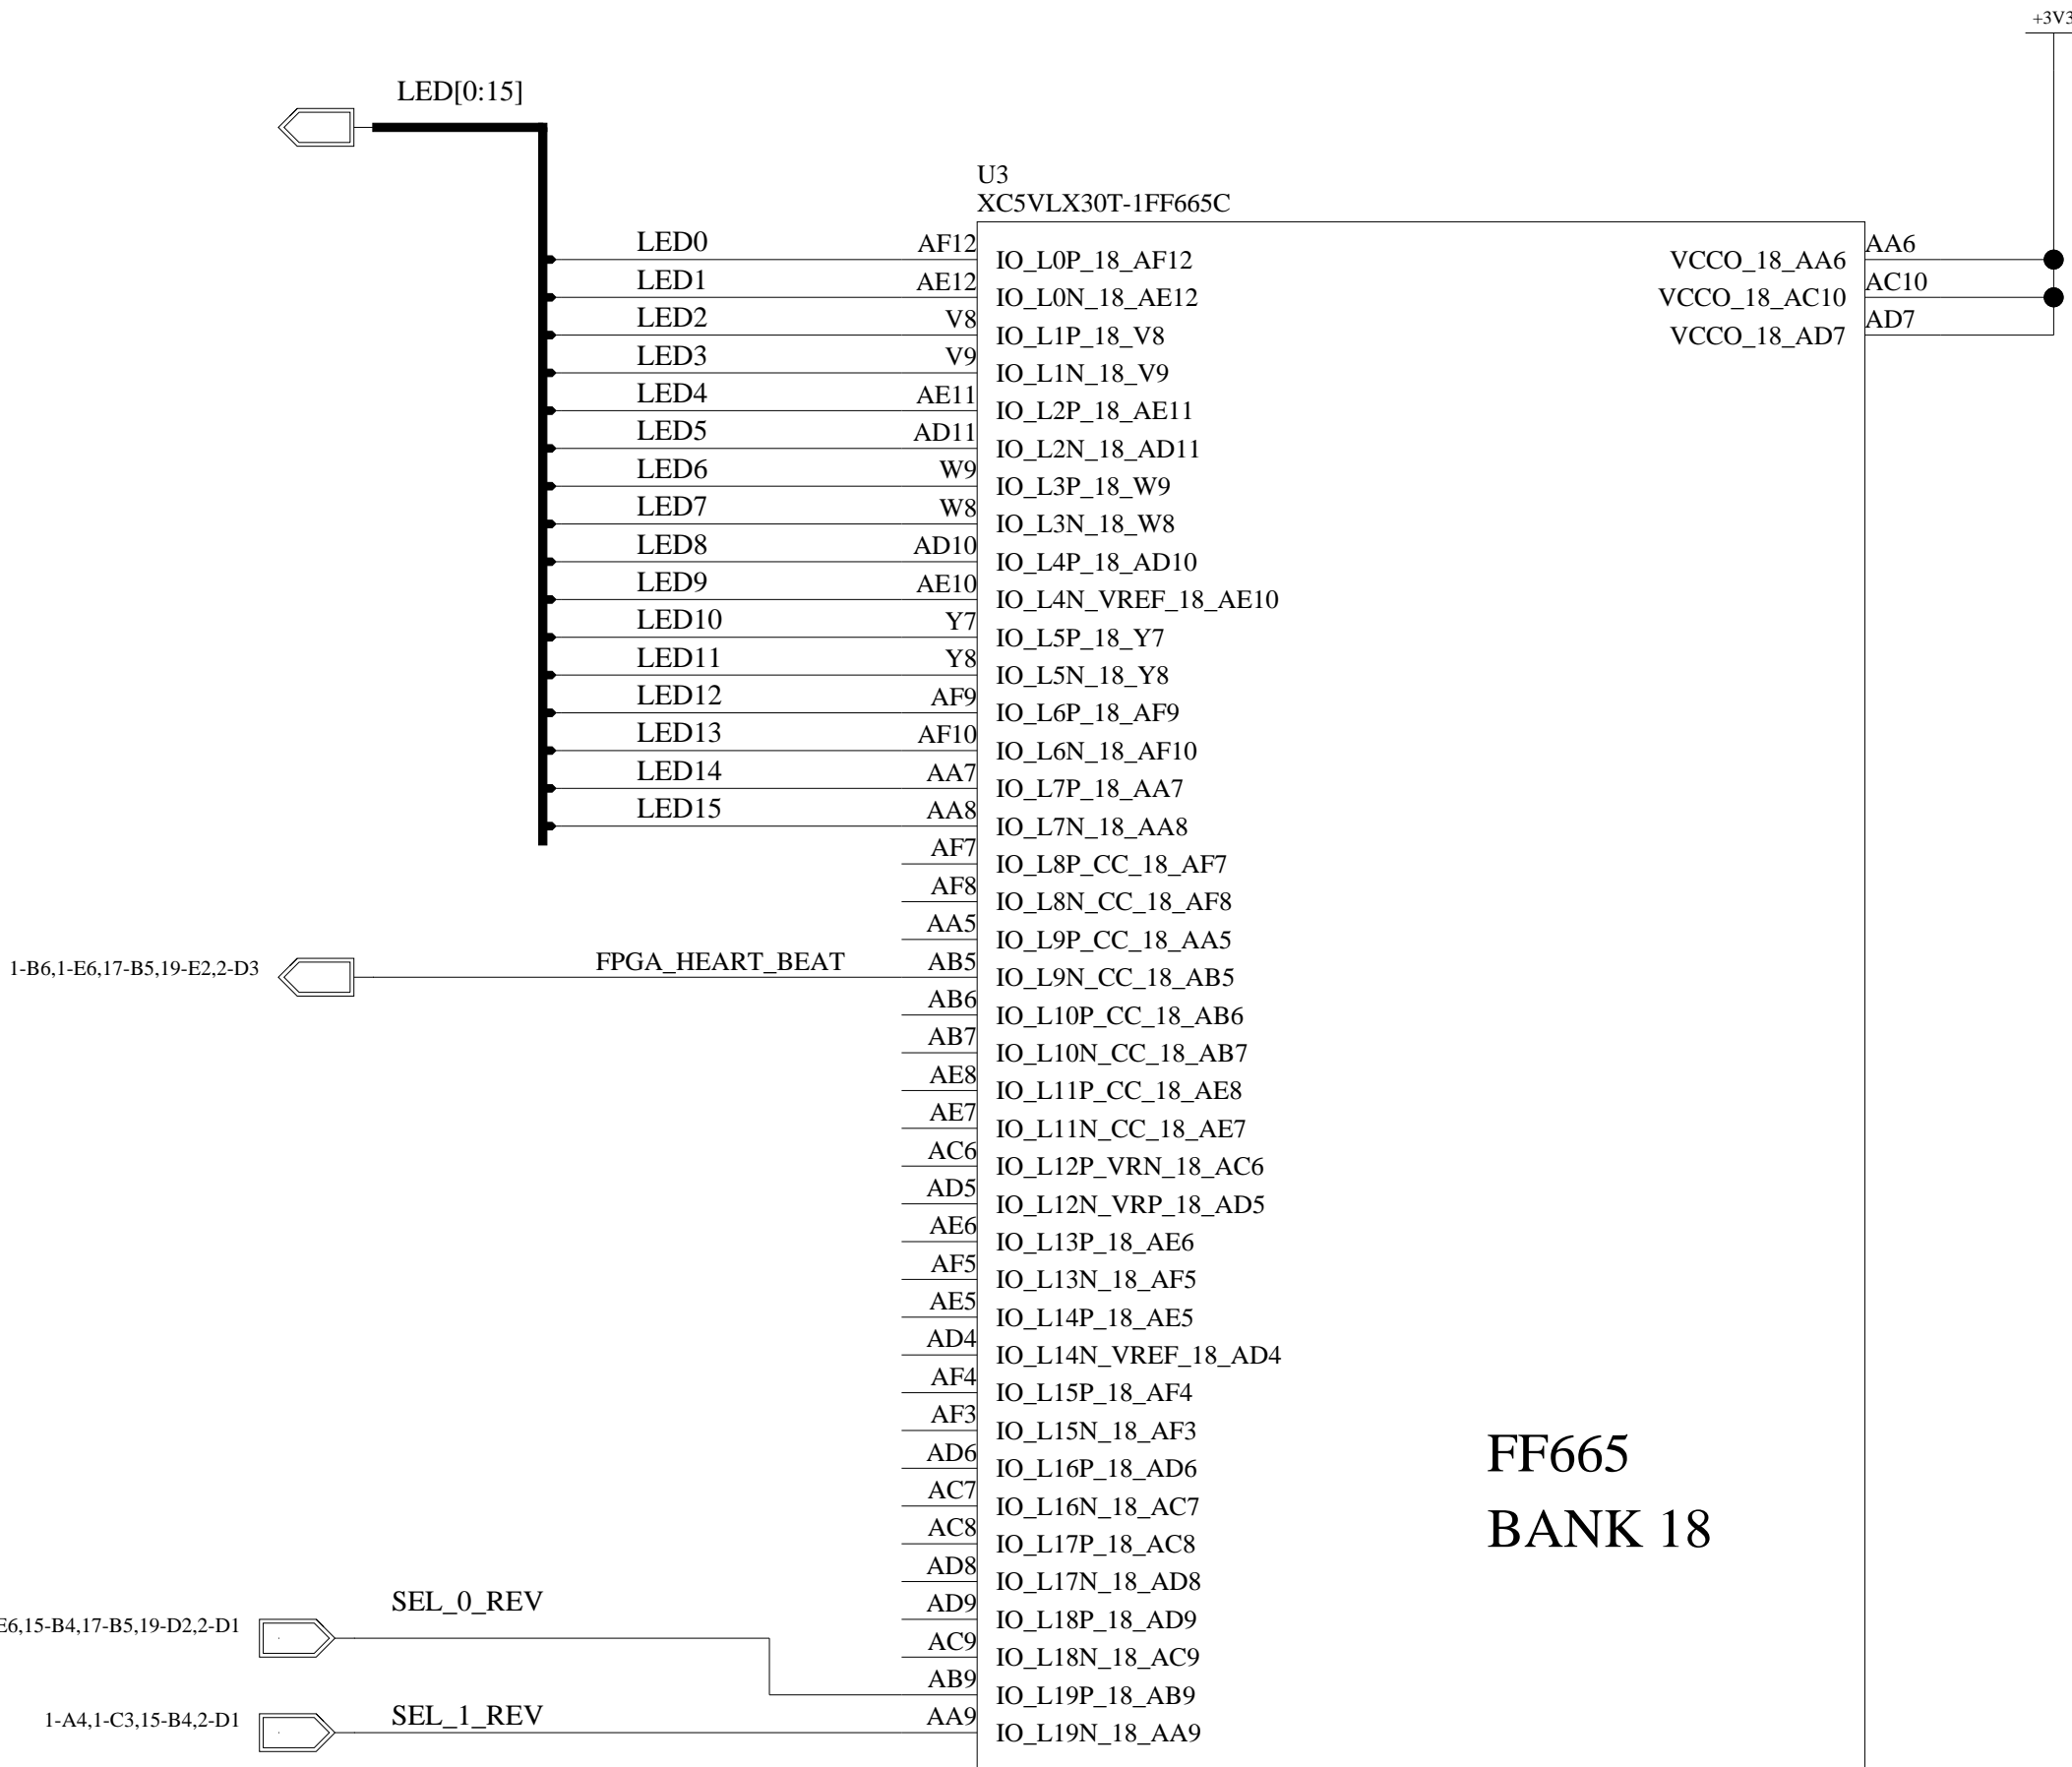 +3V3
LED[0:15]
U3
XC5VLX30T-1FF665C
LED0 AF12 IO_L0P_18_AF12 VCCO_18_AA6 AA6
LED1 AE12 IO_L0N_18_AE12 VCCO_18_AC10 AC10
LED2 V8 IO_L1P_18_V8 VCCO_18_AD7 AD7
LED3 V9 IO_L1N_18_V9
LED4 AE11 IO_L2P_18_AE11
LED5 AD11 IO_L2N_18_AD11
LED6 W9 IO_L3P_18_W9
LED7 W8 IO_L3N_18_W8
LED8 AD10 IO_L4P_18_AD10
LED9 AE10 IO_L4N_VREF_18_AE10
LED10 Y7 IO_L5P_18_Y7
LED11 Y8 IO_L5N_18_Y8
LED12 AF9 IO_L6P_18_AF9
LED13 AF10 IO_L6N_18_AF10
LED14 AA7 IO_L7P_18_AA7
LED15 AA8 IO_L7N_18_AA8
AF7 IO_L8P_CC_18_AF7
AF8 IO_L8N_CC_18_AF8
AA5 IO_L9P_CC_18_AA5
1-B6,1-E6,17-B5,19-E2,2-D3 FPGA_HEART_BEAT AB5 IO_L9N_CC_18_AB5
AB6 IO_L10P_CC_18_AB6
AB7 IO_L10N_CC_18_AB7
AE8 IO_L11P_CC_18_AE8
AE7 IO_L11N_CC_18_AE7
AC6 IO_L12P_VRN_18_AC6
AD5 IO_L12N_VRP_18_AD5
AE6 IO_L13P_18_AE6
AF5 IO_L13N_18_AF5
AE5 IO_L14P_18_AE5
AD4 IO_L14N_VREF_18_AD4
AF4 IO_L15P_18_AF4
AF3 IO_L15N_18_AF3
AD6 IO_L16P_18_AD6
AC7 IO_L16N_18_AC7
AC8 IO_L17P_18_AC8
AD8 IO_L17N_18_AD8
AD9 IO_L18P_18_AD9
AC9 IO_L18N_18_AC9
FF665
BANK 18
E6,15-B4,17-B5,19-D2,2-D1 SEL_0_REV AB9 IO_L19P_18_AB9
1-A4,1-C3,15-B4,2-D1 SEL_1_REV AA9 IO_L19N_18_AA9